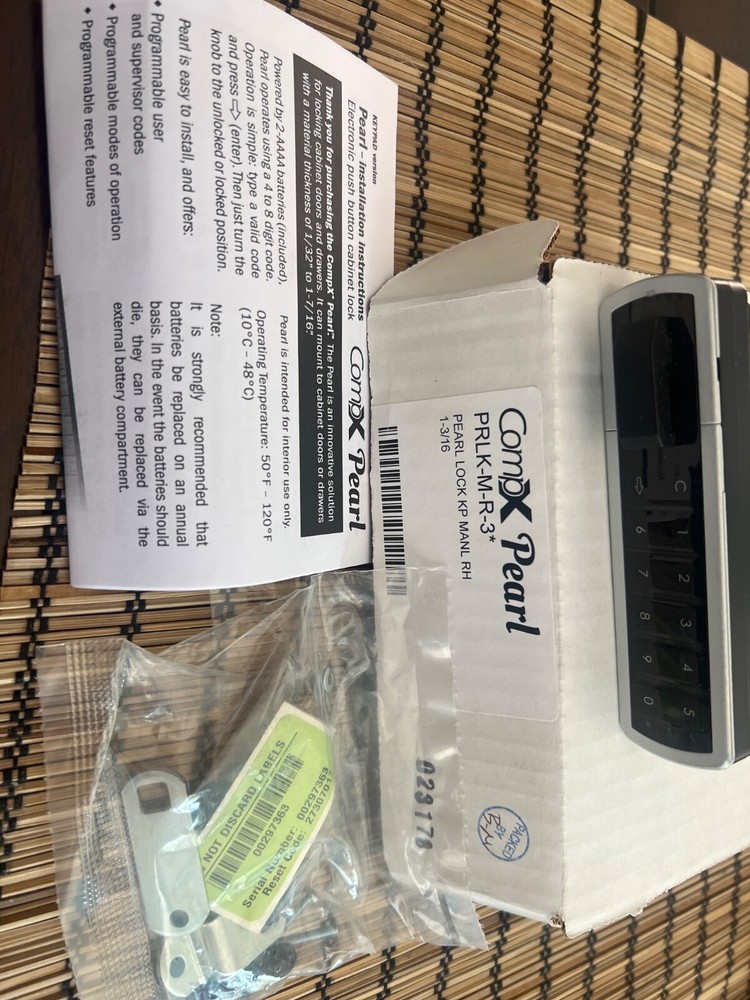 KEYPAD version
Pearl – installation instructions
Electronic push button cabinet lock
CompX Pearl
Thank you for purchasing the CompX® Pearl™. The Pearl is an innovative solution
for locking cabinet doors and drawers. It can mount to cabinet doors or drawers
with a material thickness of 1/32" to 1-7/16"
Powered by 2-AAA batteries (included),
Pearl operates using a 4 to 8 digit code.
Operation is simple: type a valid code
and press ⇨ (enter). Then just turn the
knob to the unlocked or locked position.
Pearl is easy to install, and offers:
• Programmable user
and supervisor codes
• Programmable modes of operation
• Programmable reset features
Pearl is intended for interior use only.
Operating Temperature: 50°F – 120°F
(10°C – 48°C)
Note:
It is strongly recommended that
batteries be replaced on an annual
basis. In the event the batteries should
die, they can be replaced via the
external battery compartment.
CompX Pearl
PRLK-M-R-3*
PEARL LOCK KP MANL RH
1-3/16
C 1 2 3 4 5
⇨ 6 7 8 9 0
023178
PACKED
BY
NOT DISCARD LABELS
00297363
Serial Number: 00297363
Reset Code: